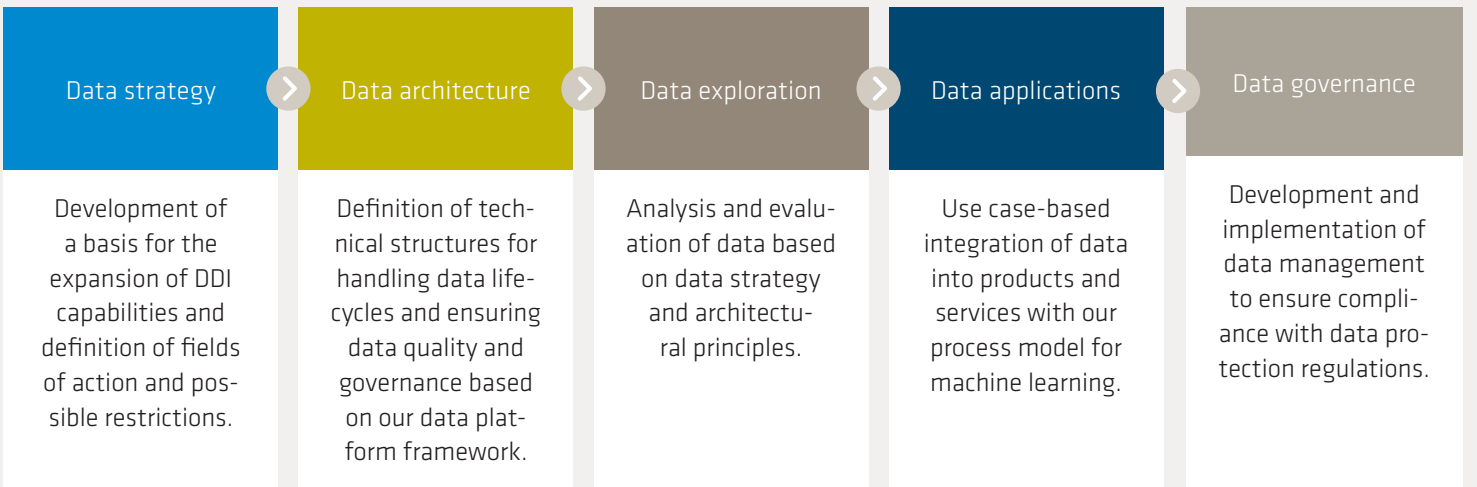 Data strategy
Development of
a basis for the
expansion of DDI
capabilities and
definition of fields
of action and pos-
sible restrictions.
Data architecture
Definition of tech-
nical structures for
handling data life-
cycles and ensuring
data quality and
governance based
on our data plat-
form framework.
Data exploration
Analysis and evalu-
ation of data based
on data strategy
and architectu-
ral principles.
Data applications
Use case-based
integration of data
into products and
services with our
process model for
machine learning.
Data governance
Development and
implementation of
data management
to ensure compli-
ance with data pro-
tection regulations.